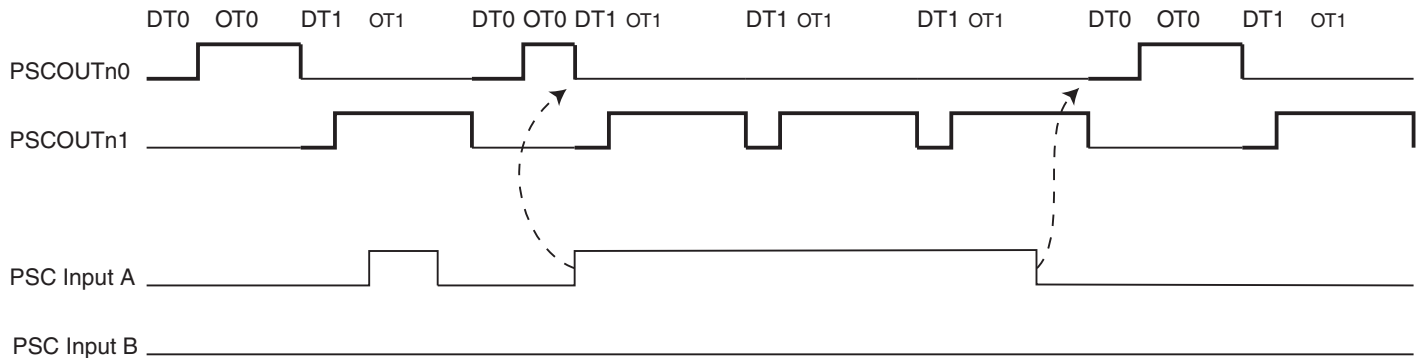 DT0 OT0 DT1 OT1 DT0 OT0 DT1 OT1 DT1 OT1 DT1 OT1 DT0 OT0 DT1 OT1
PSCOUTn0
PSCOUTn1
PSC Input A
PSC Input B